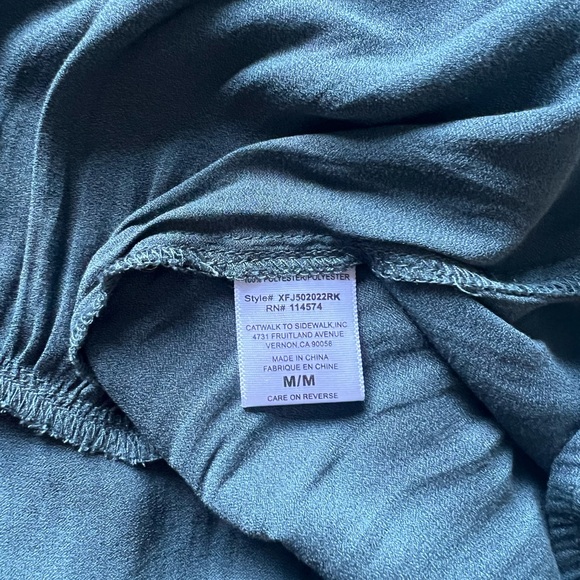 100% POLYESTER/POLYESTER
Style# XFJ502022RK
RN# 114574
CATWALK TO SIDEWALK,INC
4731 FRUITLAND AVENUE
VERNON,CA 90058
MADE IN CHINA
FABRIQUE EN CHINE
M/M
CARE ON REVERSE